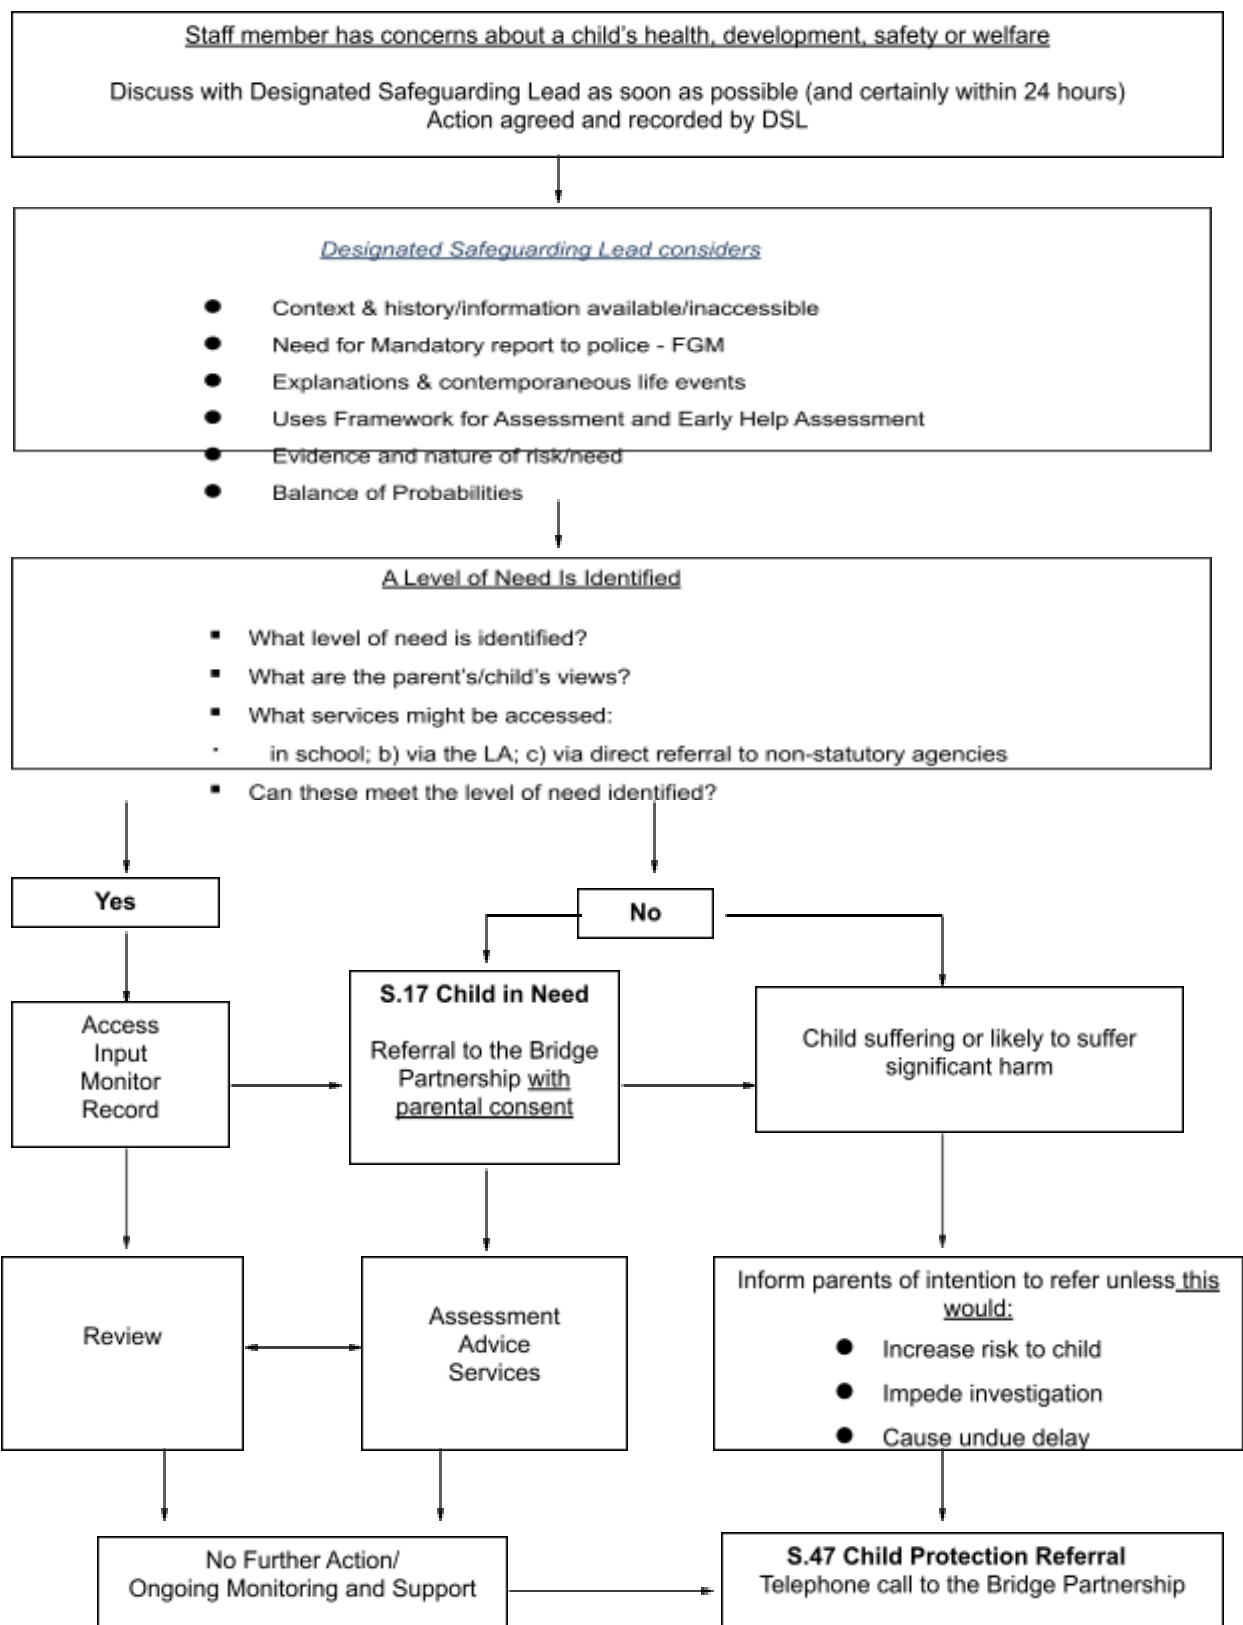 Staff member has concerns about a child's health, development, safety or welfare
Discuss with Designated Safeguarding Lead as soon as possible (and certainly within 24 hours)
Action agreed and recorded by DSL
Designated Safeguarding Lead considers
● Context & history/information available/inaccessible
● Need for Mandatory report to police - FGM
● Explanations & contemporaneous life events
● Uses Framework for Assessment and Early Help Assessment
● Evidence and nature of risk/need
● Balance of Probabilities
A Level of Need Is Identified
▪ What level of need is identified?
▪ What are the parent's/child's views?
▪ What services might be accessed:
· in school; b) via the LA; c) via direct referral to non-statutory agencies
▪ Can these meet the level of need identified?
Yes
No
Access
Input
Monitor
Record
S.17 Child in Need
Referral to the Bridge
Partnership with
parental consent
Child suffering or likely to suffer
significant harm
Review
Assessment
Advice
Services
Inform parents of intention to refer unless this
would:
● Increase risk to child
● Impede investigation
● Cause undue delay
No Further Action/
Ongoing Monitoring and Support
S.47 Child Protection Referral
Telephone call to the Bridge Partnership